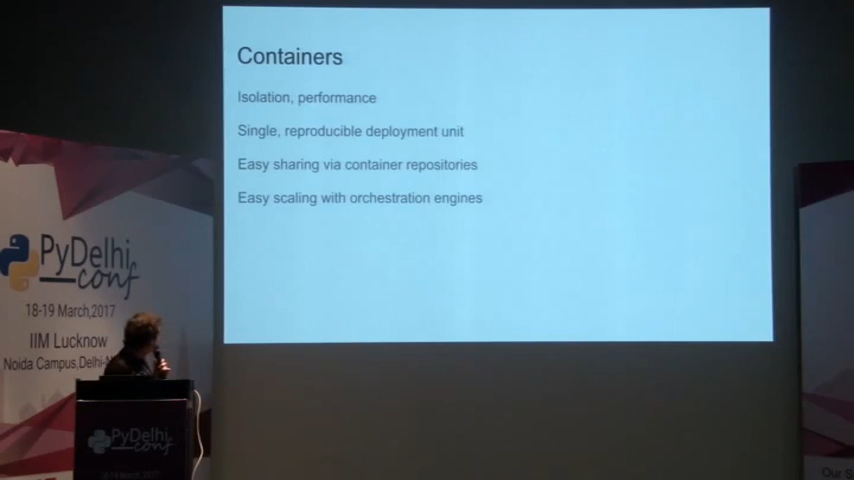 Containers
Isolation, performance
Single, reproducible deployment unit
Easy sharing via container repositories
Easy scaling with orchestration engines
PyDelhi
conf
18-19 March,2017
IIM Lucknow
Noida Campus,Delhi-N
PyDelhi
conf
Our S